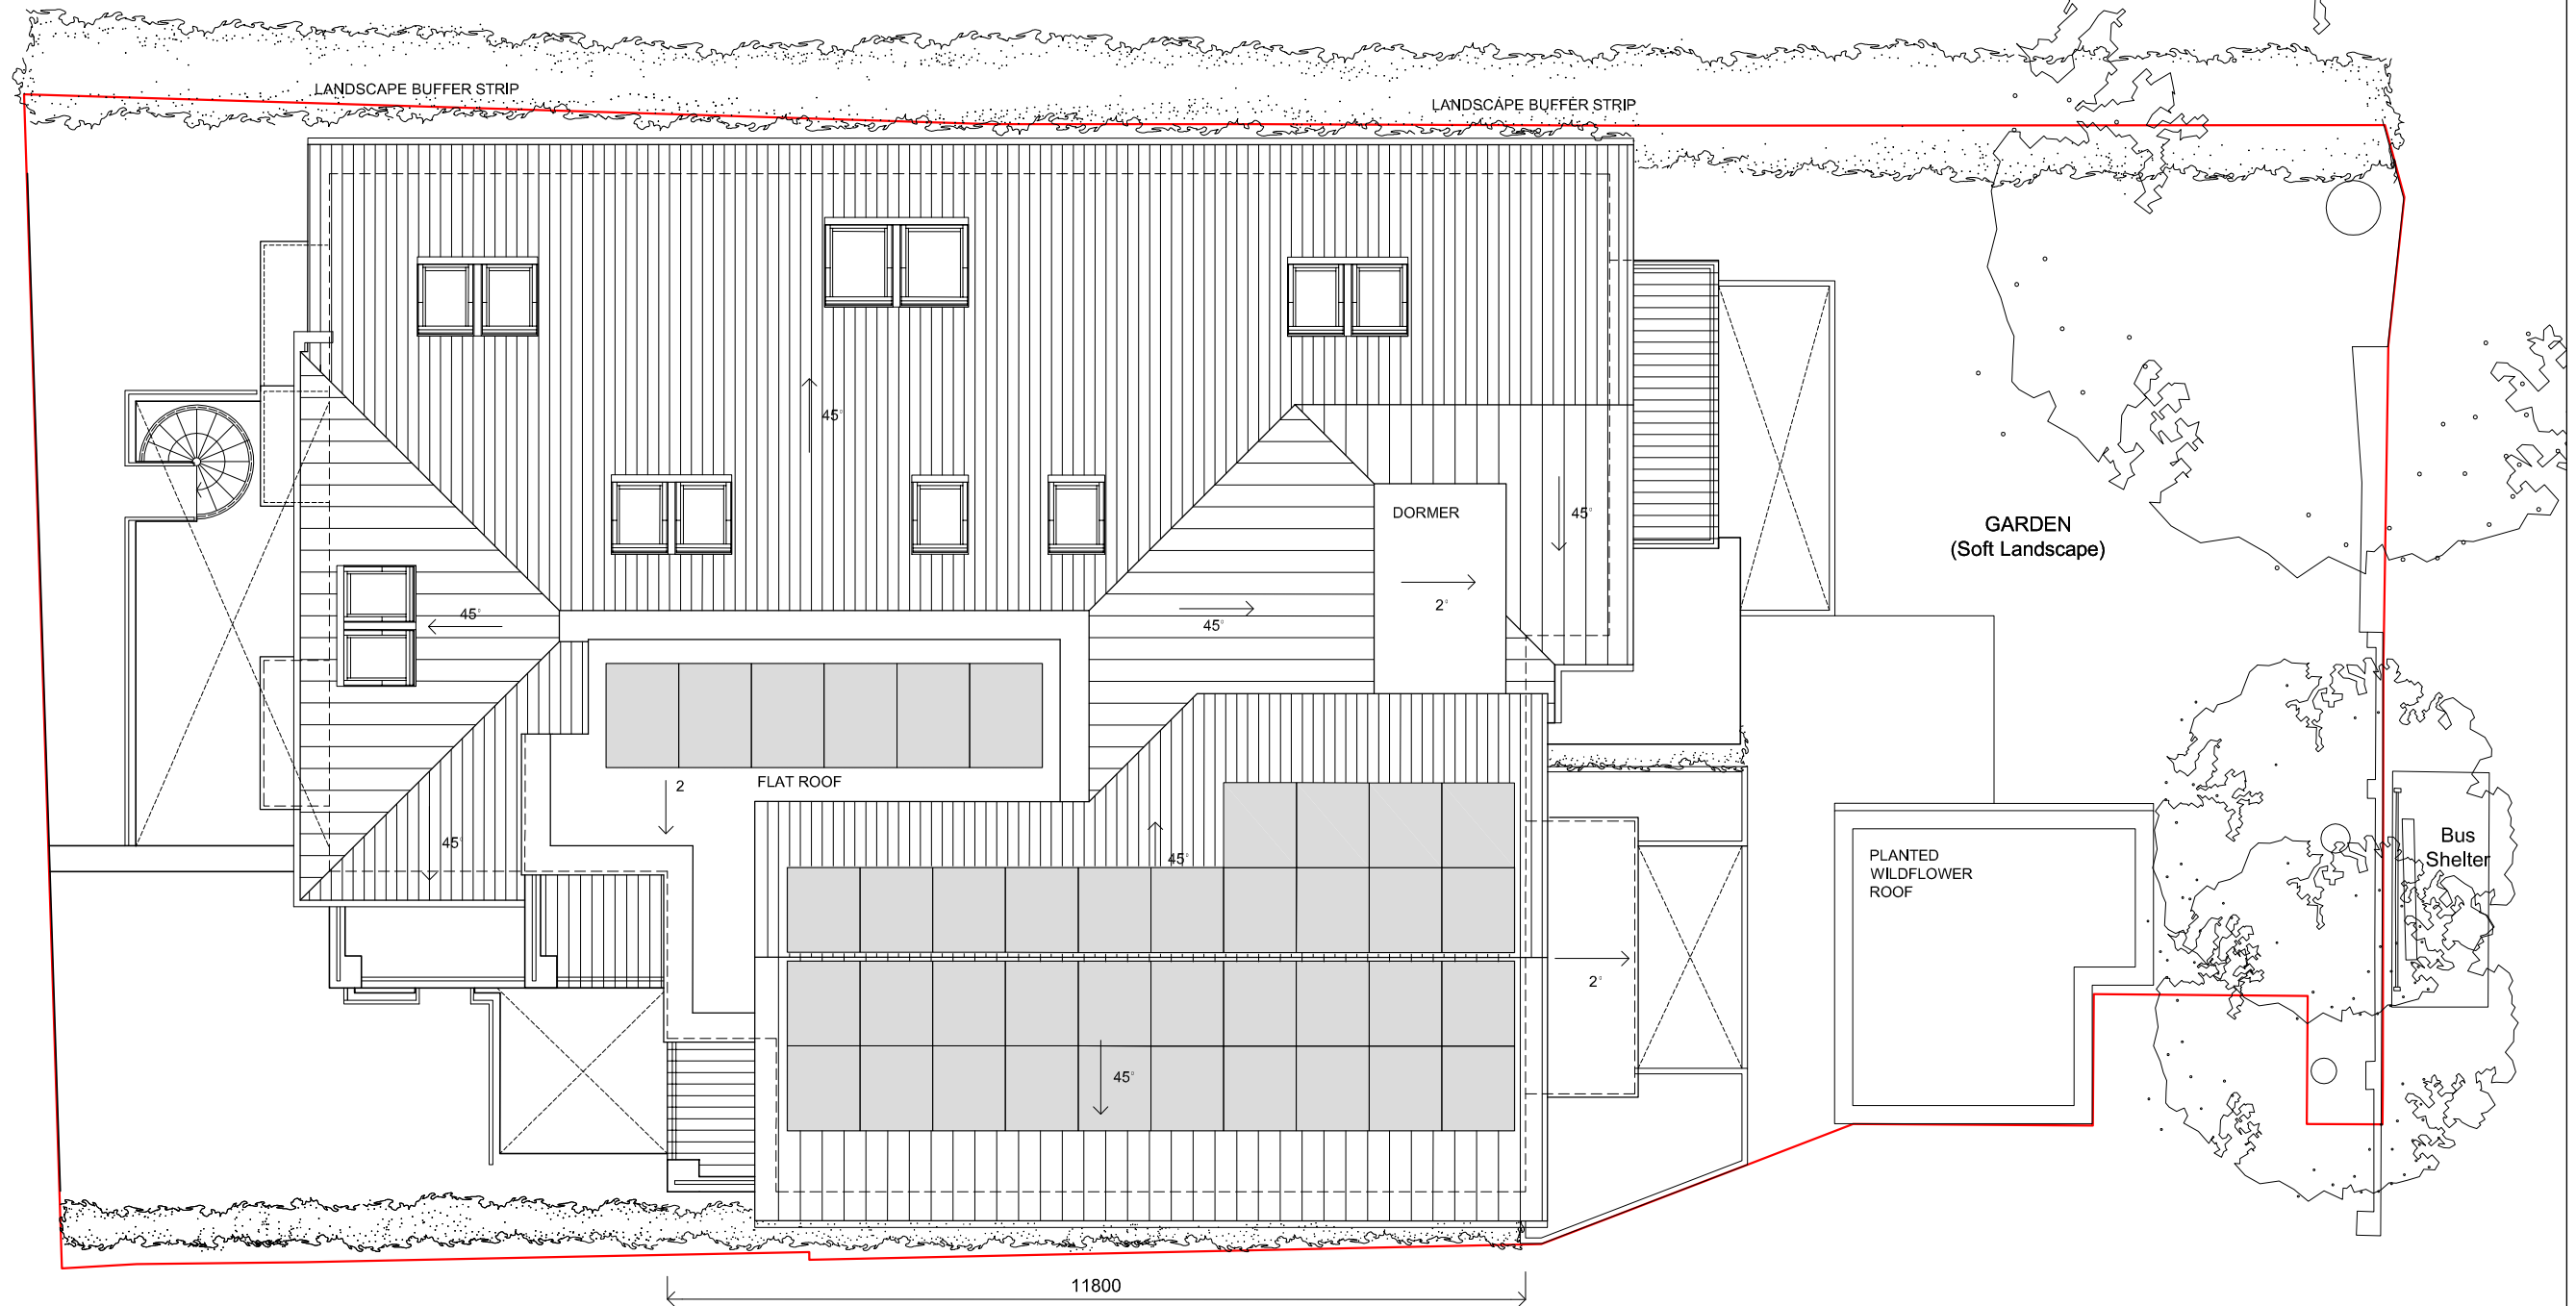 LANDSCAPE BUFFER STRIP
LANDSCAPE BUFFER STRIP
45°
DORMER
45°
GARDEN
(Soft Landscape)
2°
45°
45°
FLAT ROOF
2
45°
45°
PLANTED
WILDFLOWER
ROOF
Bus
Shelter
2°
45°
11800